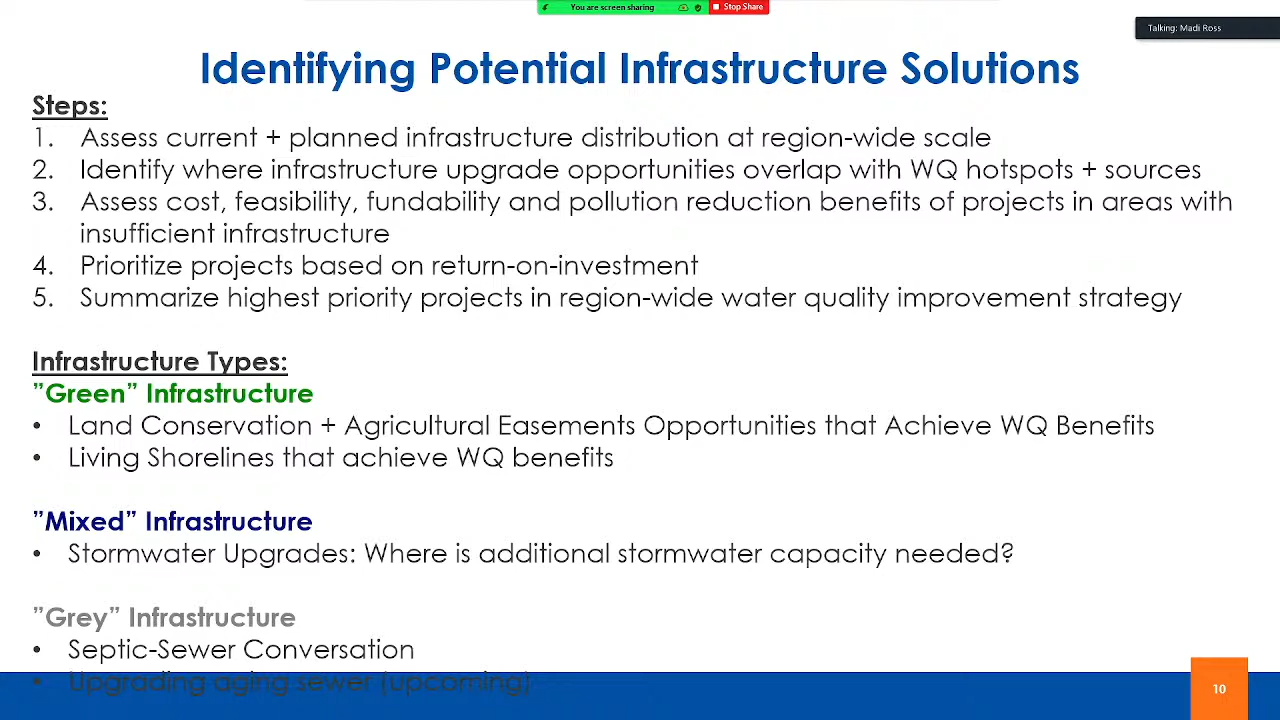 You are screen sharing Stop Share
Talking: Madi Ross
Identifying Potential Infrastructure Solutions
Steps:
1. Assess current + planned infrastructure distribution at region-wide scale
2. Identify where infrastructure upgrade opportunities overlap with WQ hotspots + sources
3. Assess cost, feasibility, fundability and pollution reduction benefits of projects in areas with
insufficient infrastructure
4. Prioritize projects based on return-on-investment
5. Summarize highest priority projects in region-wide water quality improvement strategy
Infrastructure Types:
”Green” Infrastructure
• Land Conservation + Agricultural Easements Opportunities that Achieve WQ Benefits
• Living Shorelines that achieve WQ benefits
”Mixed” Infrastructure
• Stormwater Upgrades: Where is additional stormwater capacity needed?
”Grey” Infrastructure
• Septic-Sewer Conversation
• Upgrading aging sewer (upcoming)
10